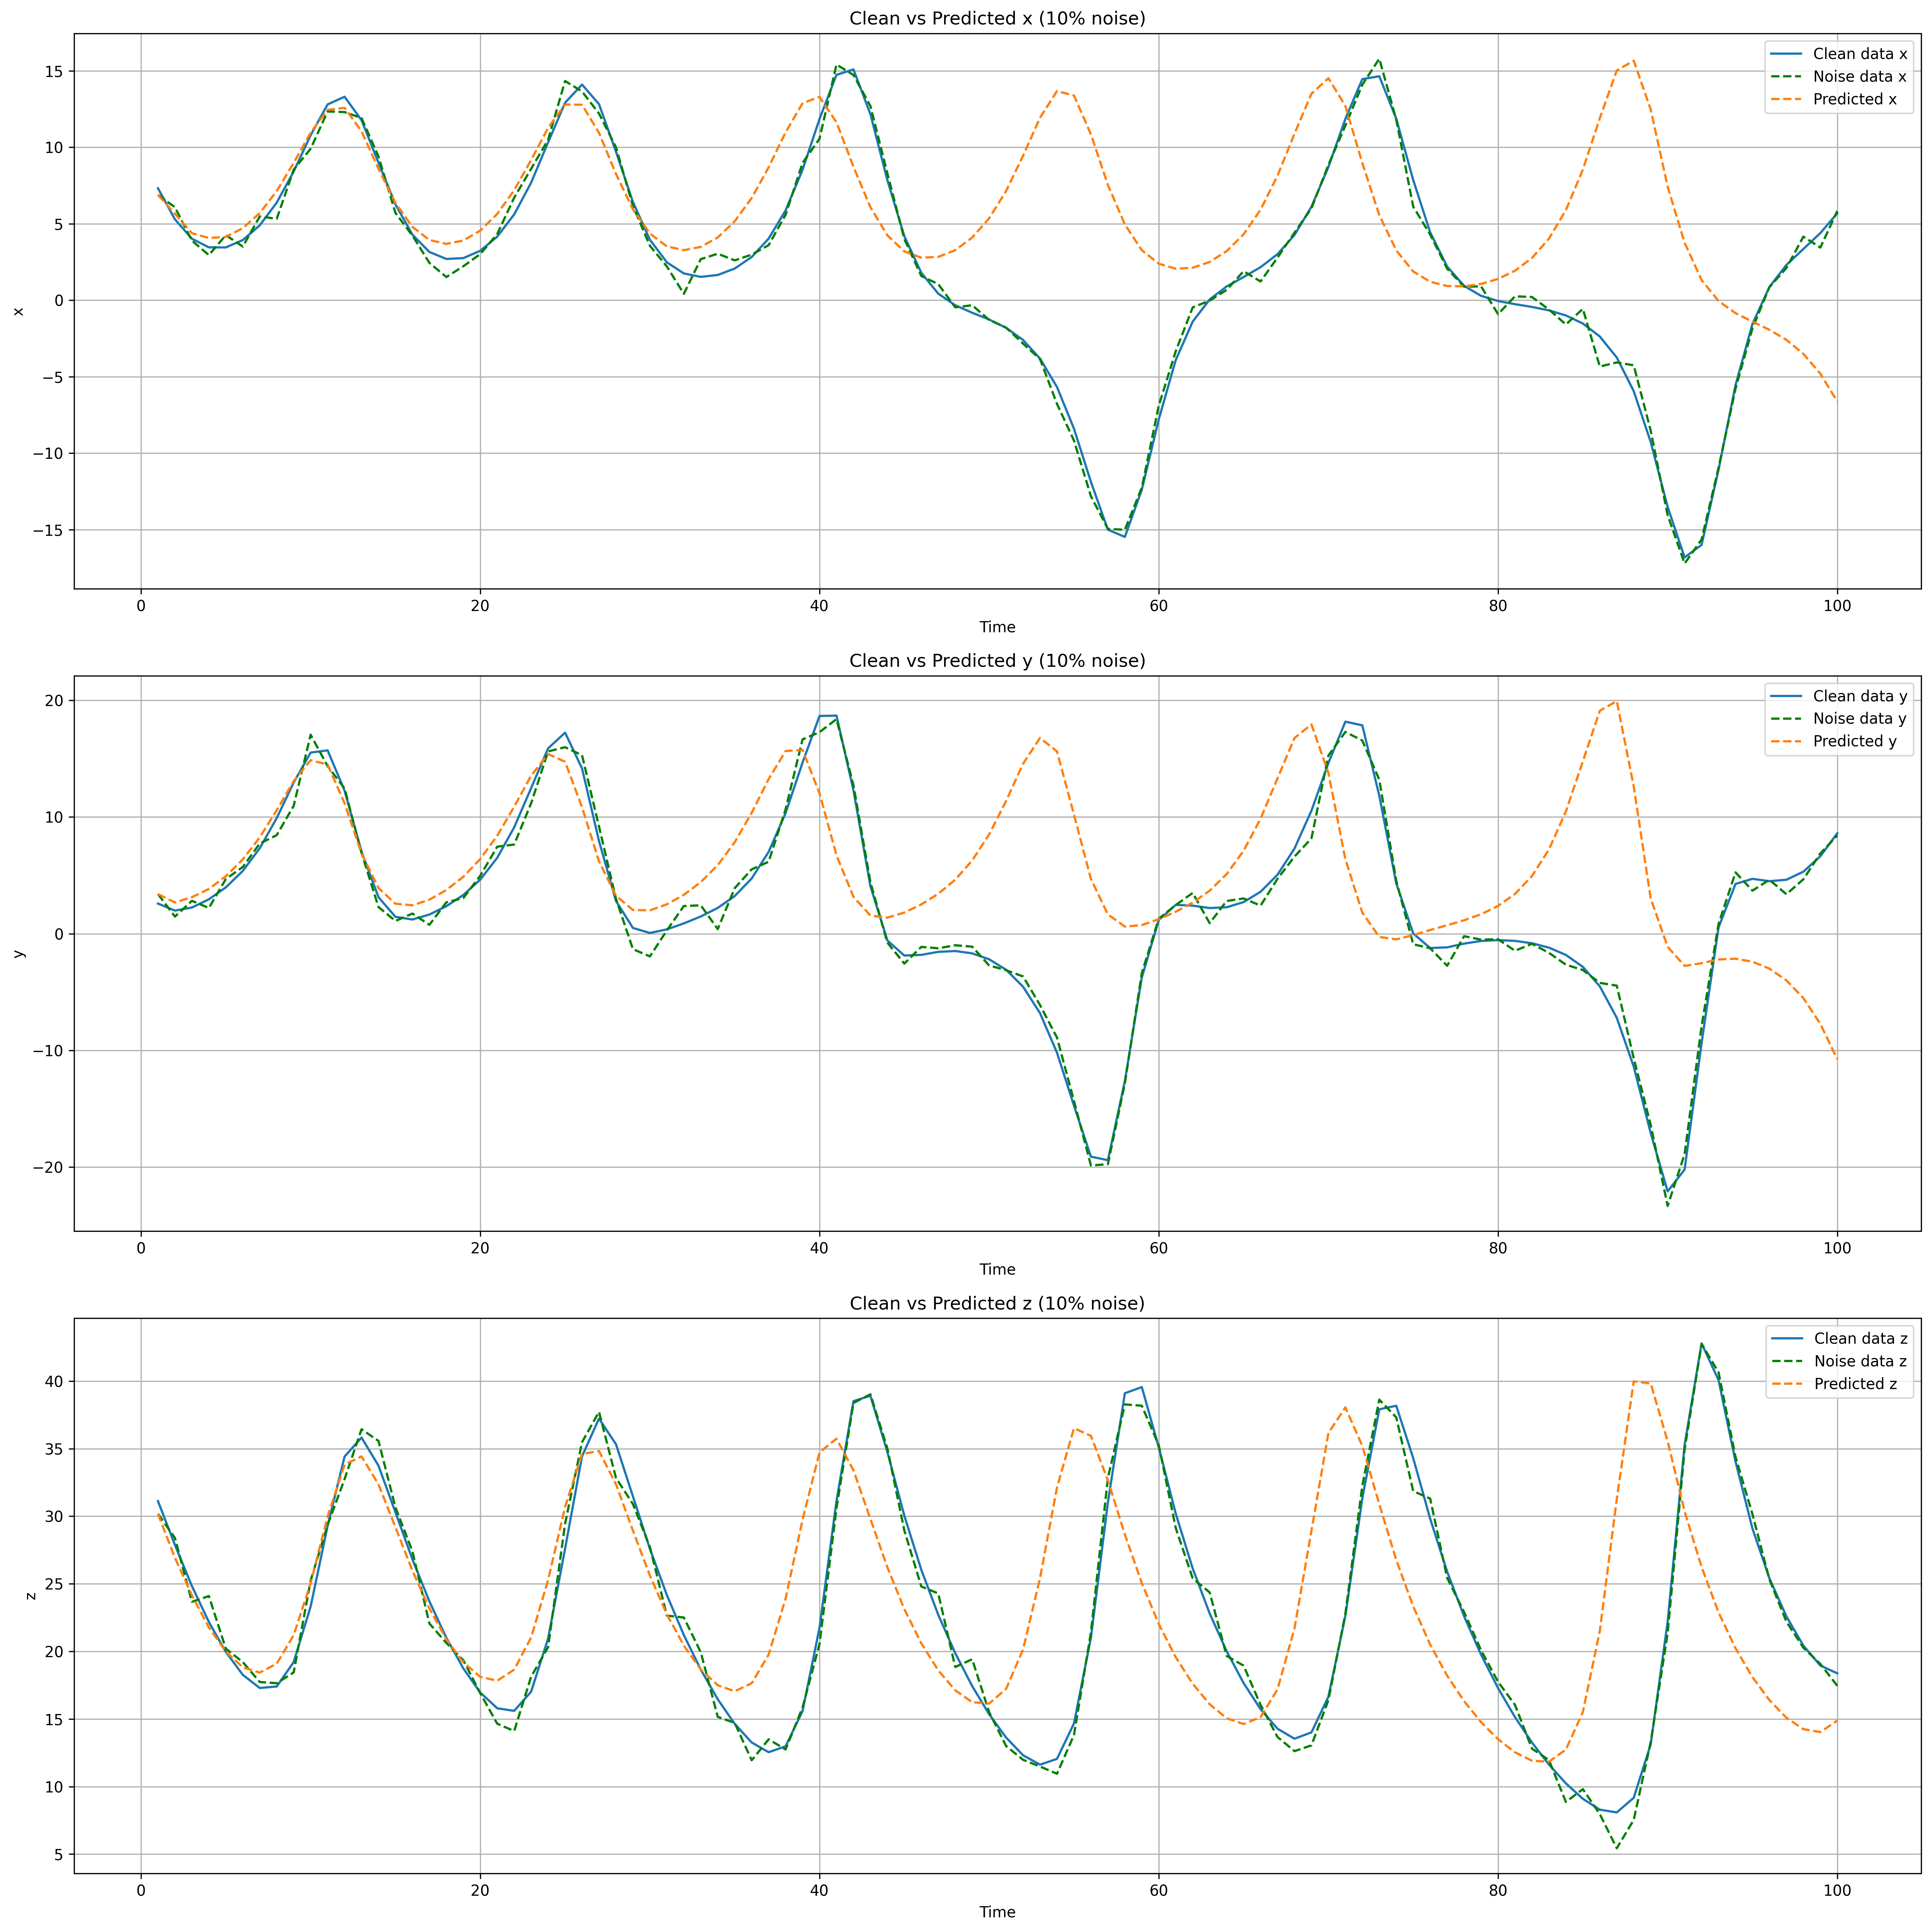 Clean vs Predicted x (10% noise)
Clean data x
Noise data x
Predicted x
15
10
5
0
−5
−10
−15
x
0 20 40 60 80 100
Time
Clean vs Predicted y (10% noise)
Clean data y
Noise data y
Predicted y
20
10
0
−10
−20
y
0 20 40 60 80 100
Time
Clean vs Predicted z (10% noise)
Clean data z
Noise data z
Predicted z
40
35
30
25
20
15
10
5
z
0 20 40 60 80 100
Time